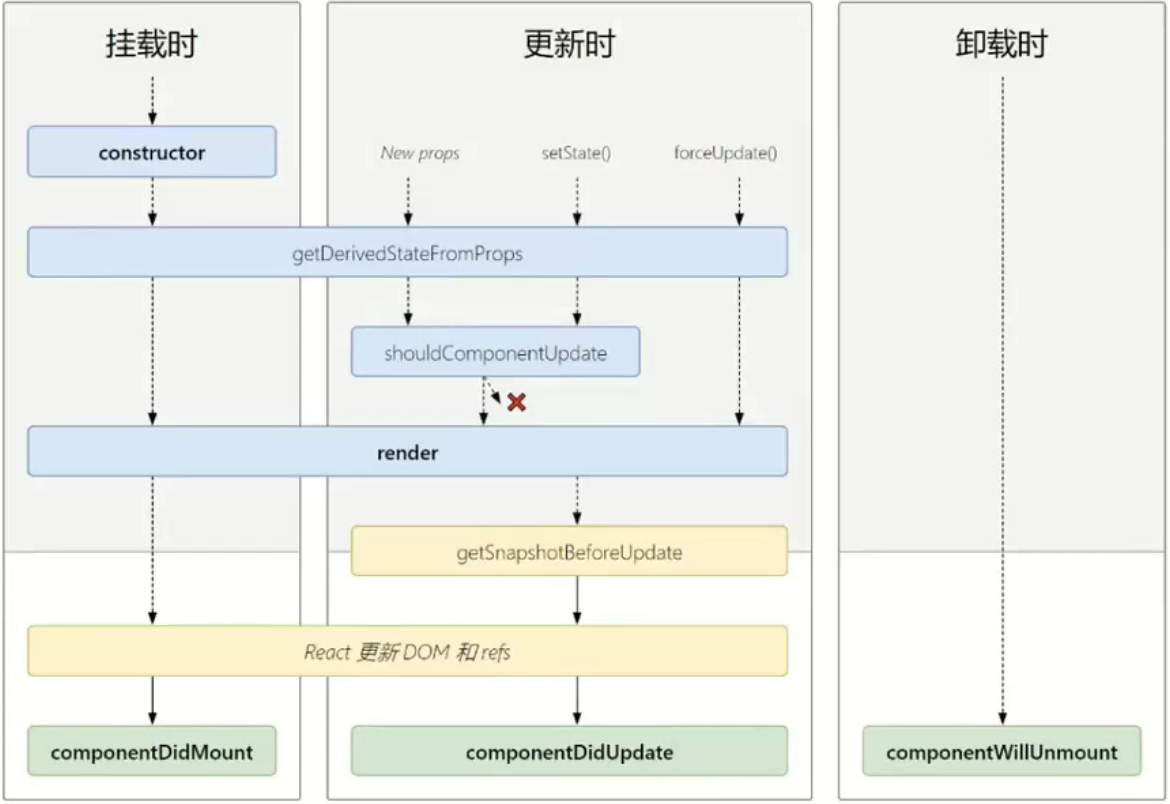 挂载时
更新时
卸载时
constructor
New props
setState()
forceUpdate()
getDerivedStateFromProps
shouldComponentUpdate
render
getSnapshotBeforeUpdate
React 更新 DOM 和 refs
componentDidMount
componentDidUpdate
componentWillUnmount